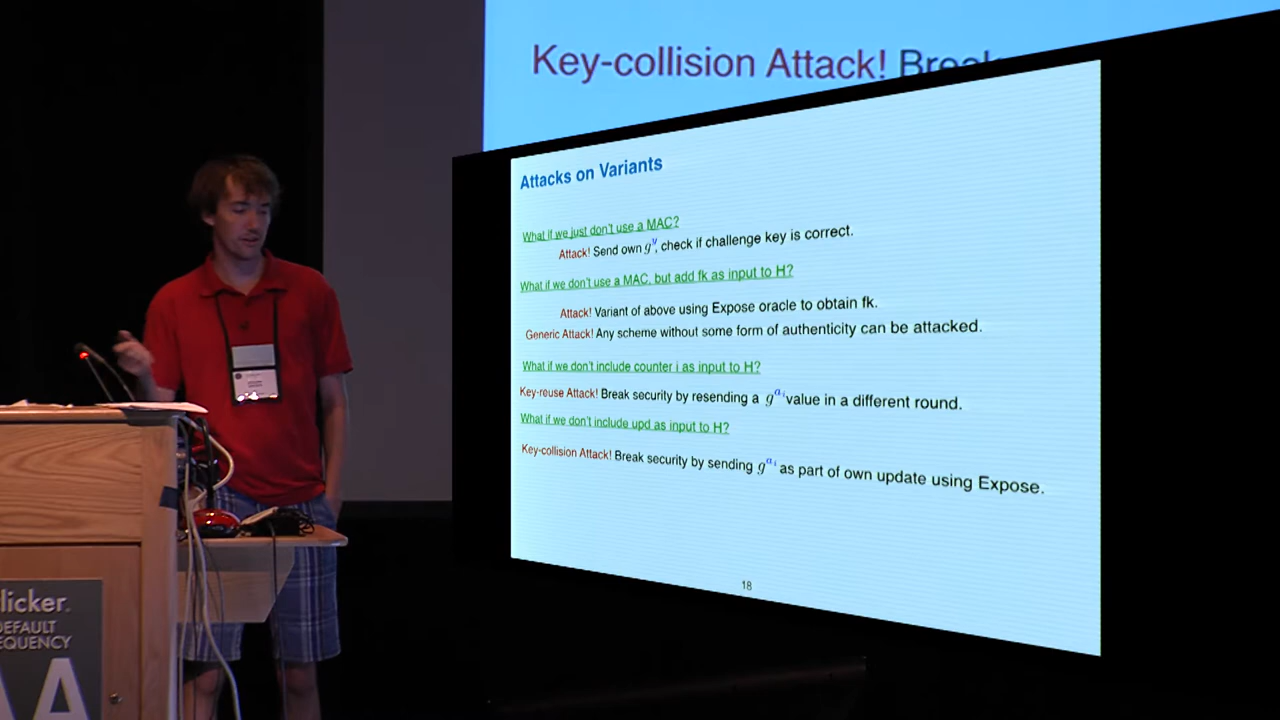 Key-collision Attack! Break
Attacks on Variants
What if we just don't use a MAC?
Attack! Send own g^y, check if challenge key is correct.
What if we don't use a MAC, but add fk as input to H?
Attack! Variant of above using Expose oracle to obtain fk.
Generic Attack! Any scheme without some form of authenticity can be attacked.
What if we don't include counter i as input to H?
Key-reuse Attack! Break security by resending a g^{a_i} value in a different round.
What if we don't include upd as input to H?
Key-collision Attack! Break security by sending g^{a_i} as part of own update using Expose.
18
licker.
DEFAULT
EQUENCY
AA